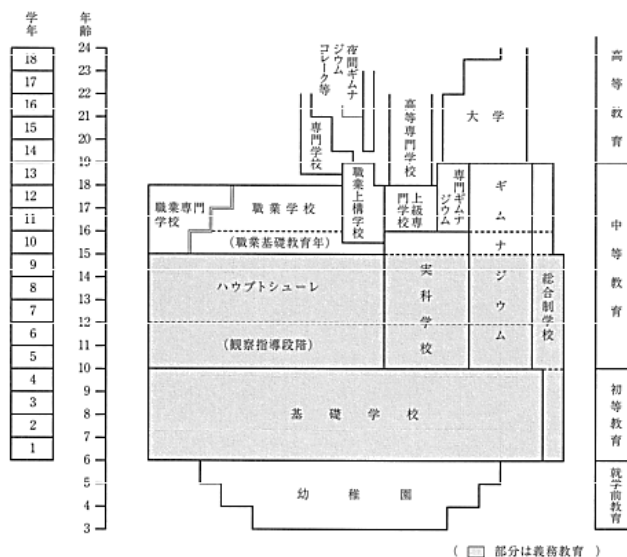 学年
年齢
18
17
16
15
14
13
12
11
10
9
8
7
6
5
4
3
2
1
24
23
22
21
20
19
18
17
16
15
14
13
12
11
10
9
8
7
6
5
4
3
夜間ギムナジウム
コレーク等
専門学校
高等専門学校
大学
職業専門学校
職業学校
(職業基礎教育年)
職業上構学校
上級専門学校
専門ギムナジウム
ギムナジウム
ハウプトシューレ
(観察指導段階)
実科学校
総合制学校
基礎学校
幼稚園
高等教育
中等教育
初等教育
就学前教育
( 部分は義務教育 )